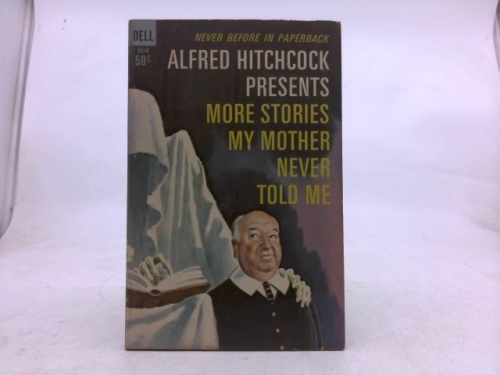 NEVER BEFORE IN PAPERBACK
DELL
50¢
ALFRED HITCHCOCK
PRESENTS
MORE STORIES
MY MOTHER
NEVER
TOLD ME